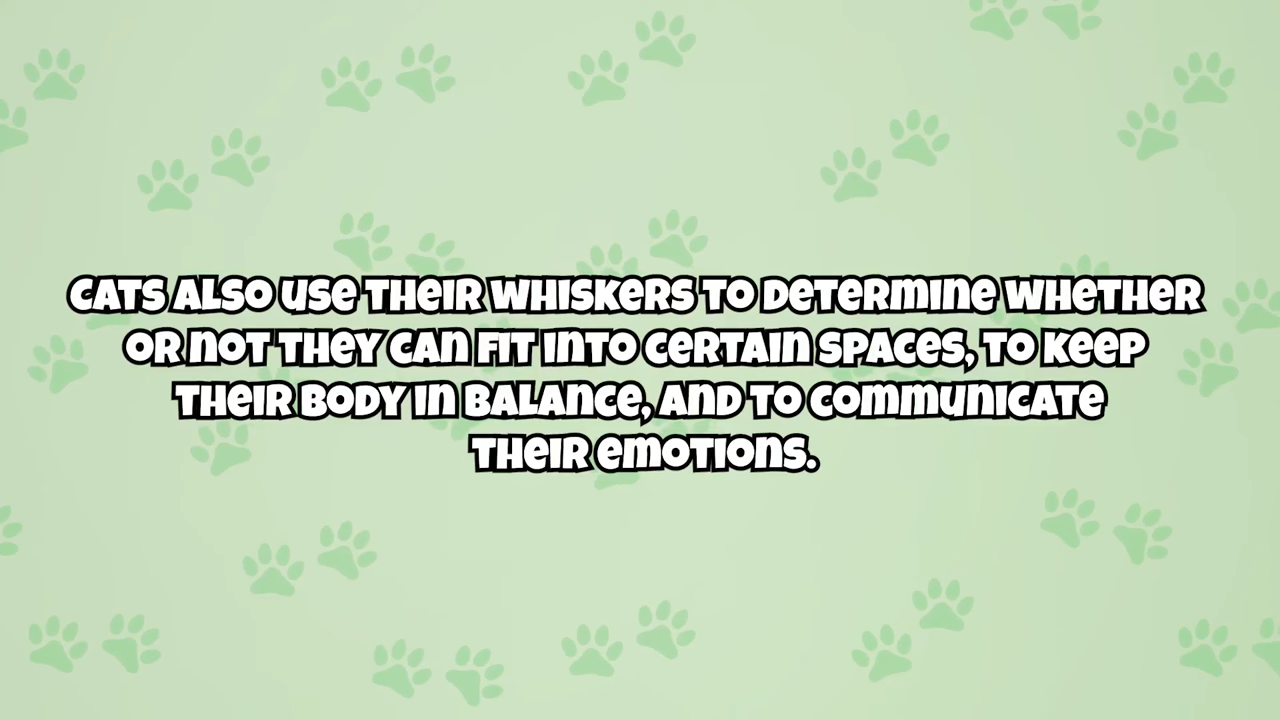 Cats also use their whiskers to determine whether
or not they can fit into certain spaces, to keep
their body in balance, and to communicate
their emotions.